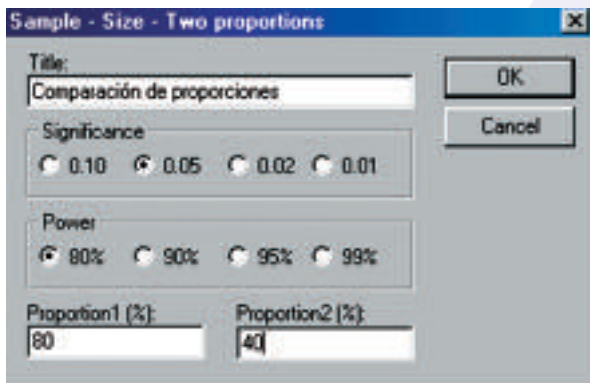 Sample - Size - Two proportions
Title:
Comparación de proporciones
OK
Cancel
Significance
0.10 0.05 0.02 0.01
Power
80% 90% 95% 99%
Proportion1 (%): Proportion2 (%):
80 40